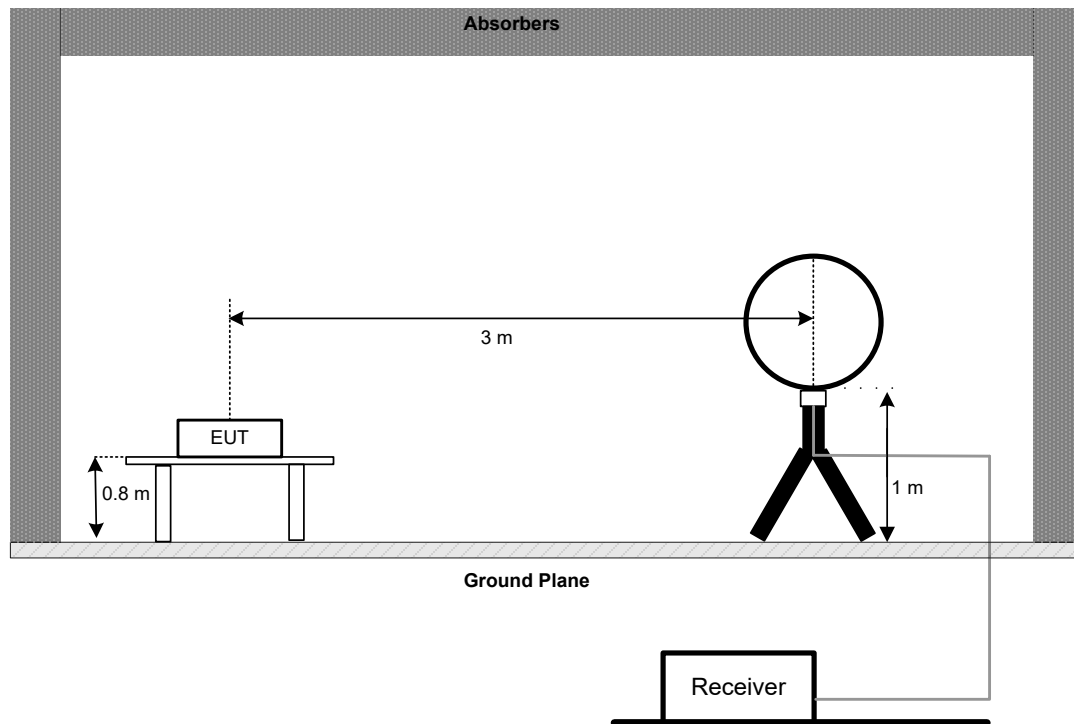 Absorbers
3 m
EUT
0.8 m
1 m
Ground Plane
Receiver